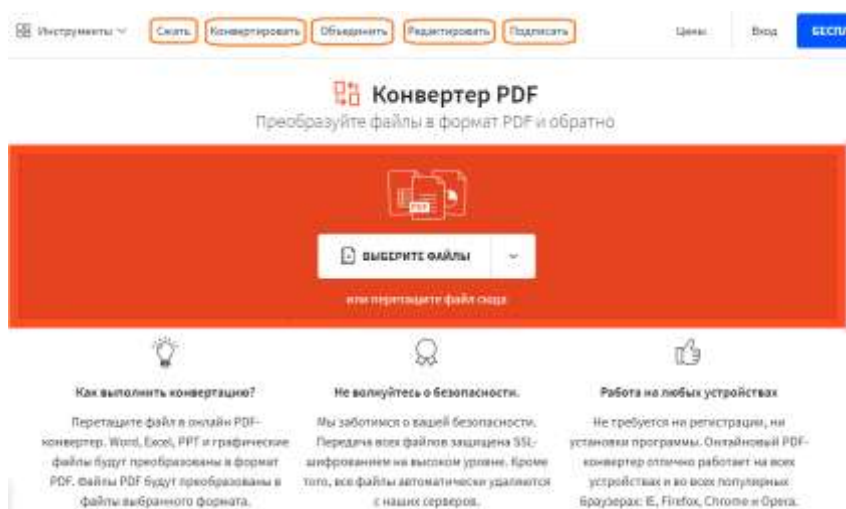 Инструменты
Сжать
Конвертировать
Объединить
Редактировать
Подписать
Цены
Вход
БЕСПЛ
Конвертер PDF
Преобразуйте файлы в формат PDF и обратно
PDF
ВЫБЕРИТЕ ФАЙЛЫ
или перетащите файл сюда
Как выполнить конвертацию?
Перетащите файл в онлайн PDF-
конвертер. Word, Excel, PPT и графические
файлы будут преобразованы в формат
PDF. Файлы PDF будут преобразованы в
файлы выбранного формата.
Не волнуйтесь о безопасности.
Мы заботимся о вашей безопасности.
Передача всех файлов защищена SSL-
шифрованием на высоком уровне. Кроме
того, все файлы автоматически удаляются
с наших серверов.
Работа на любых устройствах
Не требуется ни регистрации, ни
установки программы. Онлайновый PDF-
конвертер отлично работает на всех
устройствах и во всех популярных
браузерах: IE, Firefox, Chrome и Opera.